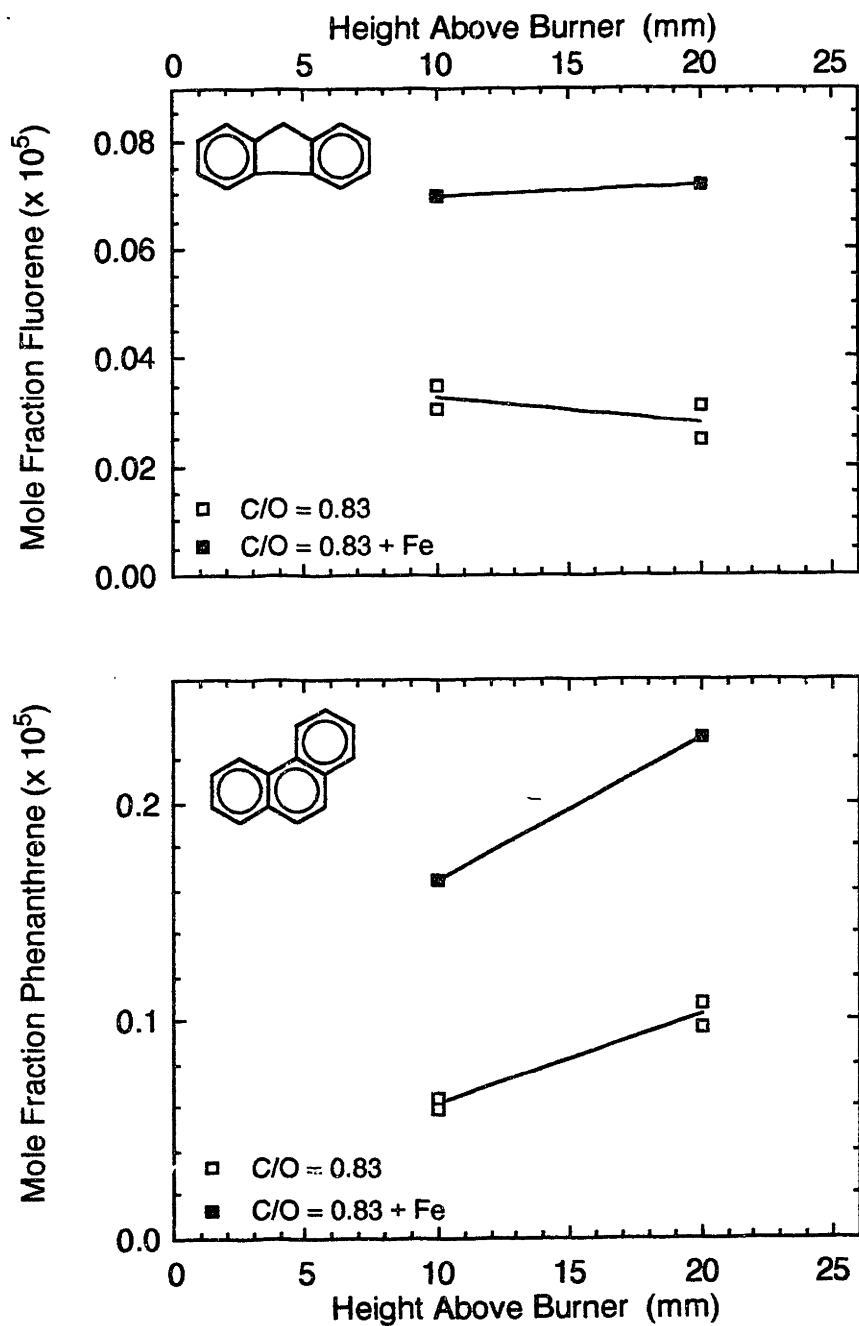 Height Above Burner (mm)
0 5 10 15 20 25
Mole Fraction Fluorene (x 10⁵)
0.08
0.06
0.04
0.02
0.00
C/O = 0.83
C/O = 0.83 + Fe
Mole Fraction Phenanthrene (x 10⁵)
0.2
0.1
0.0
C/O = 0.83
C/O = 0.83 + Fe
0 5 10 15 20 25
Height Above Burner (mm)